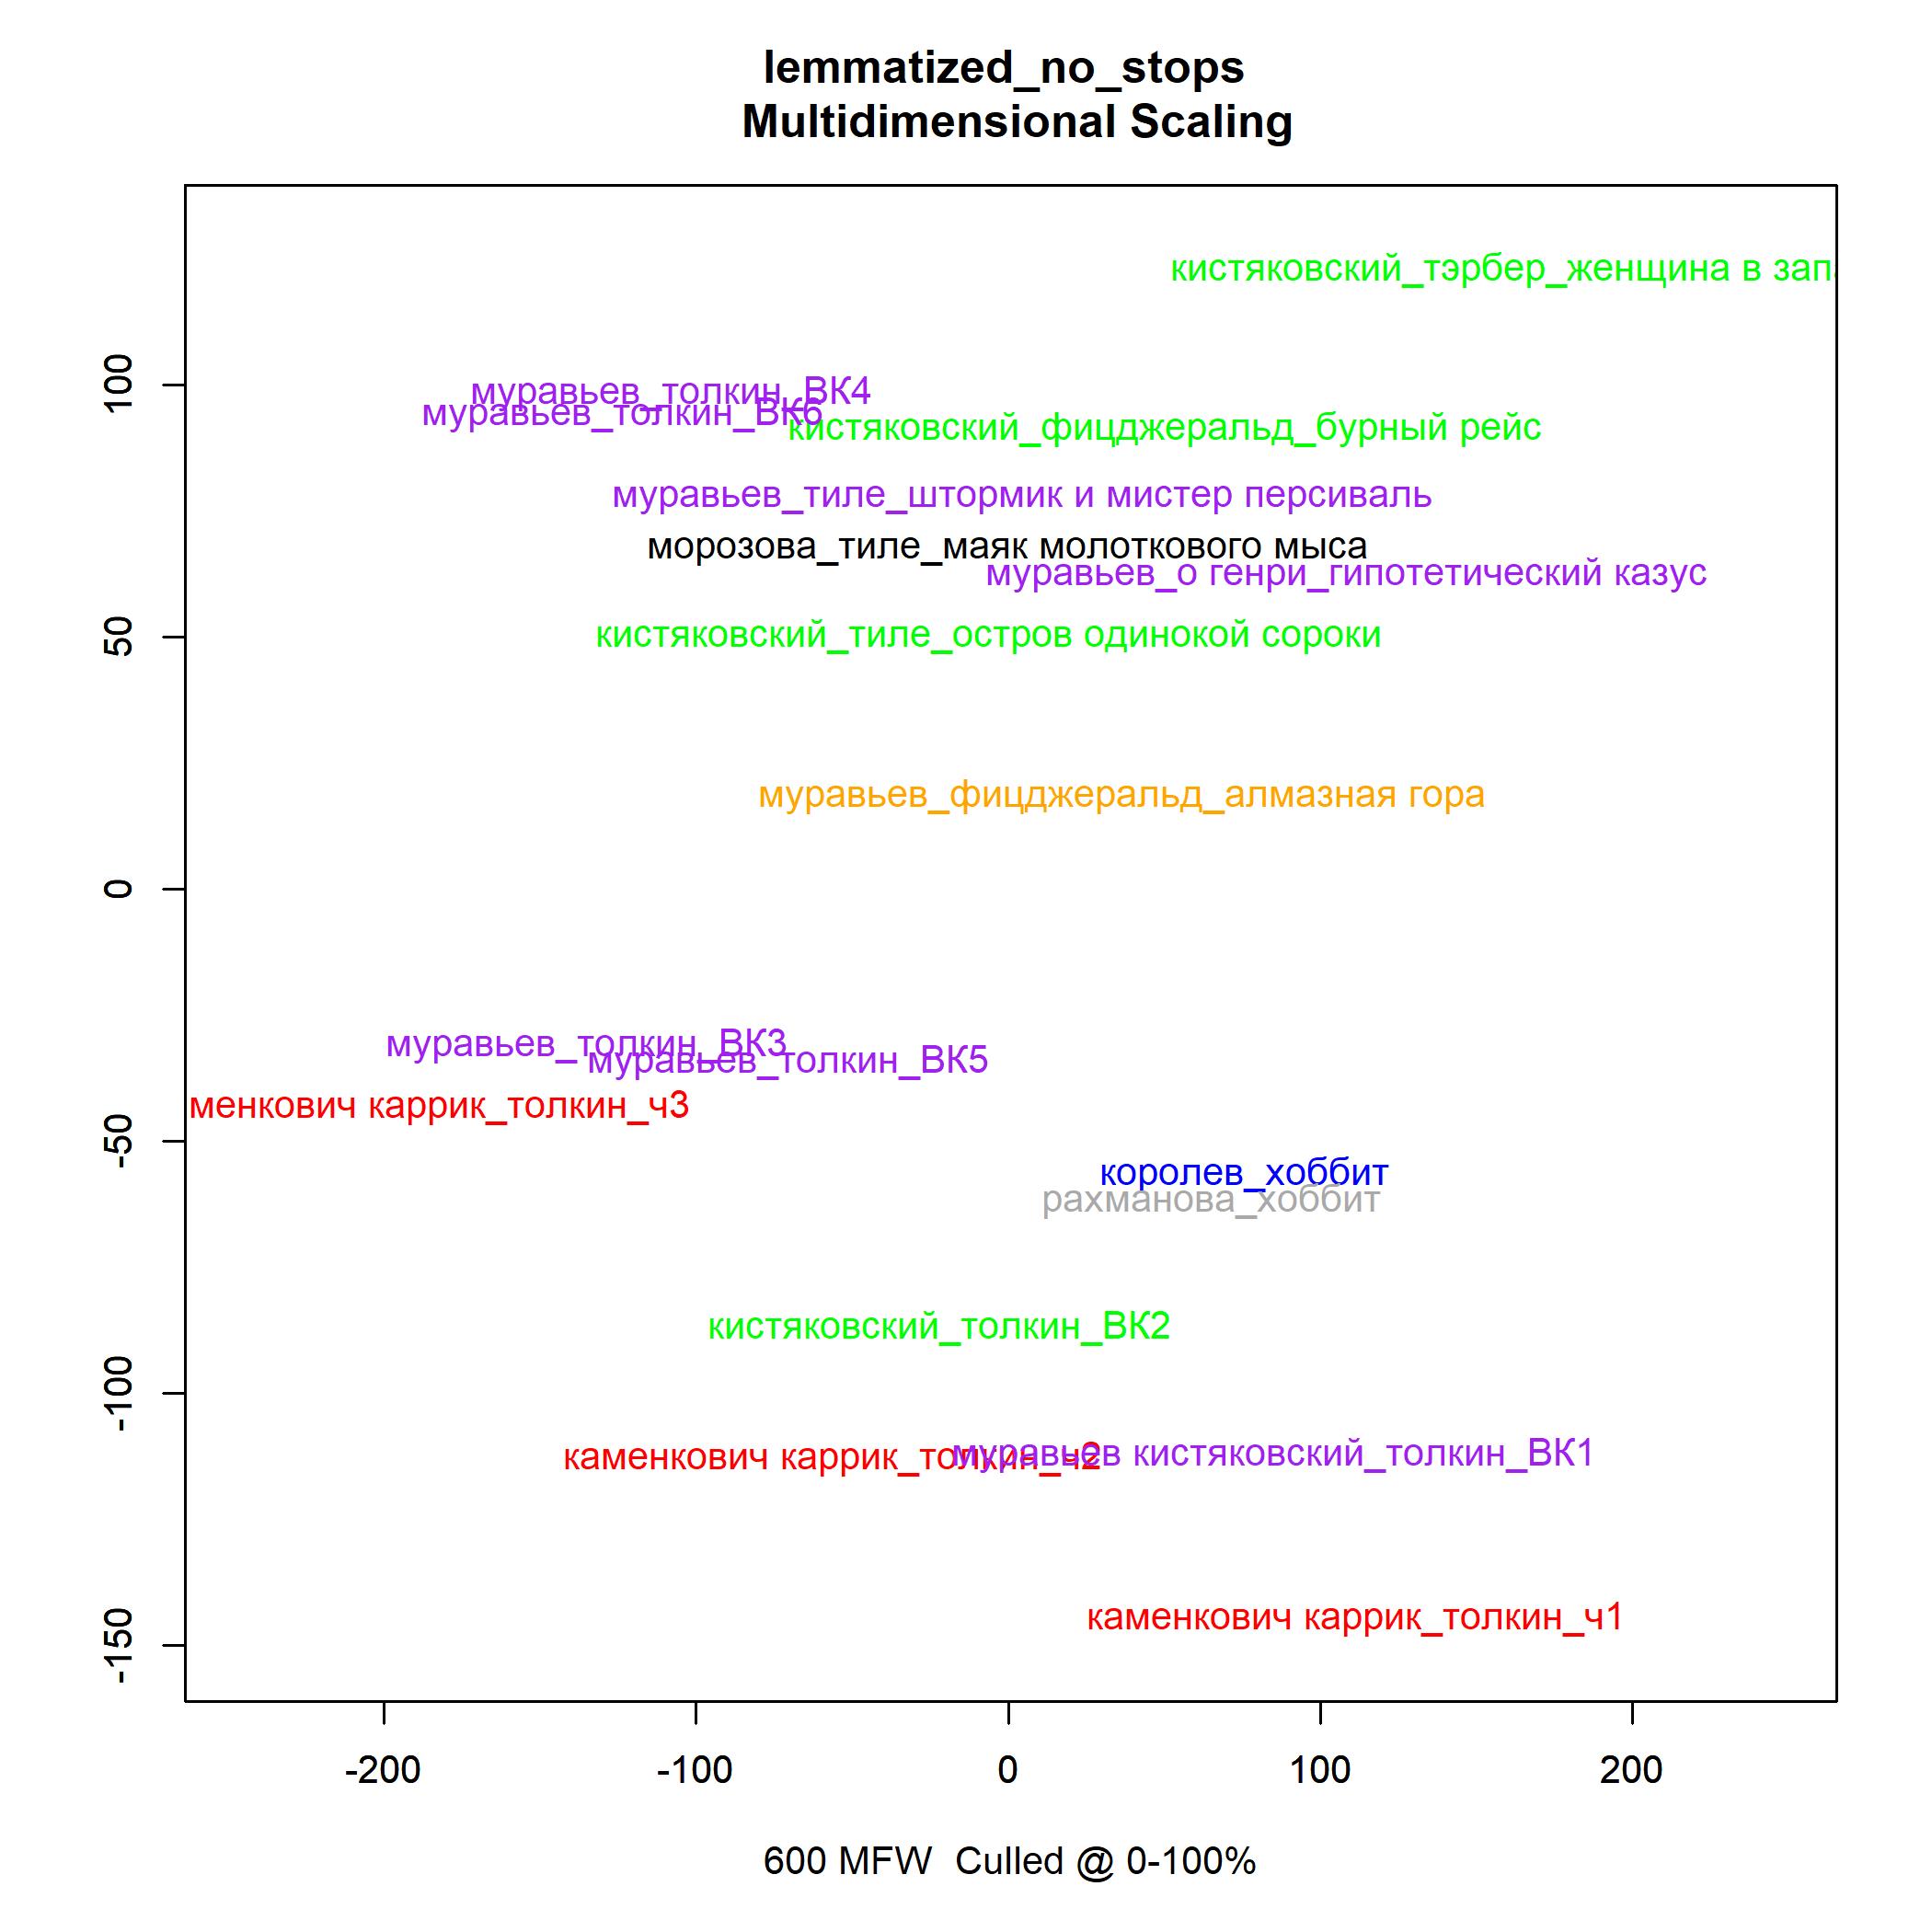 lemmatized_no_stops
Multidimensional Scaling
кистяковский_тэрбер_женщина в зап
100
муравьев_толкин_ВК4
муравьев_толкин_ВК6
кистяковский_фицджеральд_бурный рейс
муравьев_тиле_штормик и мистер персиваль
морозова_тиле_маяк молоткового мыса
муравьев_о генри_гипотетический казус
50
кистяковский_тиле_остров одинокой сороки
муравьев_фицджеральд_алмазная гора
0
муравьев_толкин_ВК3
муравьев_толкин_ВК5
менкович каррик_толкин_ч3
-50
королев_хоббит
рахманова_хоббит
кистяковский_толкин_ВК2
-100
каменкович каррик_толкин_ч2
муравьев кистяковский_толкин_ВК1
каменкович каррик_толкин_ч1
-150
-200 -100 0 100 200
600 MFW Culled @ 0-100%